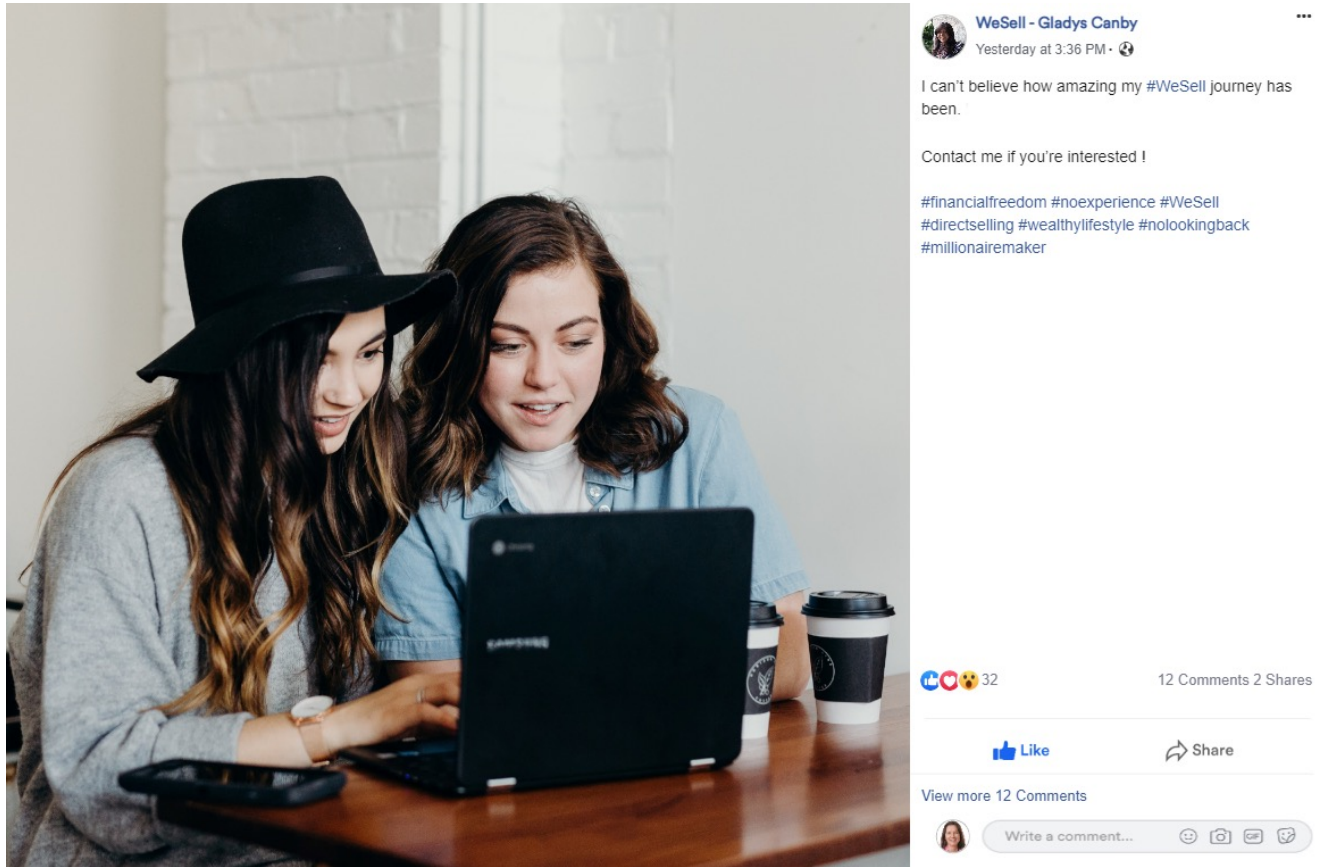 WeSell - Gladys Canby
Yesterday at 3:36 PM ·
I can’t believe how amazing my #WeSell journey has
been.
Contact me if you’re interested !
#financialfreedom #noexperience #WeSell
#directselling #wealthylifestyle #nolookingback
#millionairemaker
SAMSUNG
32
12 Comments 2 Shares
Like
Share
View more 12 Comments
Write a comment...
GIF